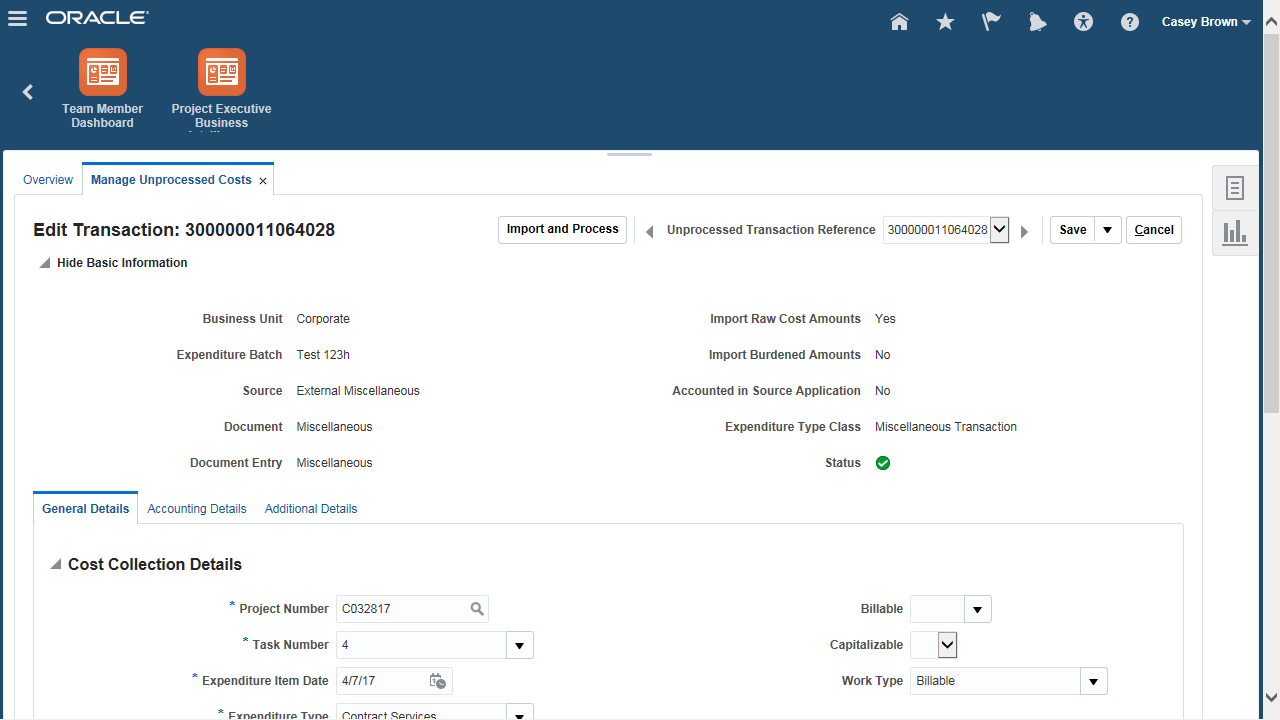 ORACLE
Casey Brown
Team Member
Dashboard
Project Executive
Business
Overview
Manage Unprocessed Costs
Edit Transaction: 300000011064028
Import and Process
Unprocessed Transaction Reference
300000011064028
Save
Cancel
Hide Basic Information
Business Unit Corporate
Import Raw Cost Amounts Yes
Expenditure Batch Test 123h
Import Burdened Amounts No
Source External Miscellaneous
Accounted in Source Application No
Document Miscellaneous
Expenditure Type Class Miscellaneous Transaction
Document Entry Miscellaneous
Status
General Details
Accounting Details
Additional Details
Cost Collection Details
* Project Number C032817
Billable
* Task Number 4
Capitalizable
* Expenditure Item Date 4/7/17
Work Type Billable
* Expenditure Type Contract Services